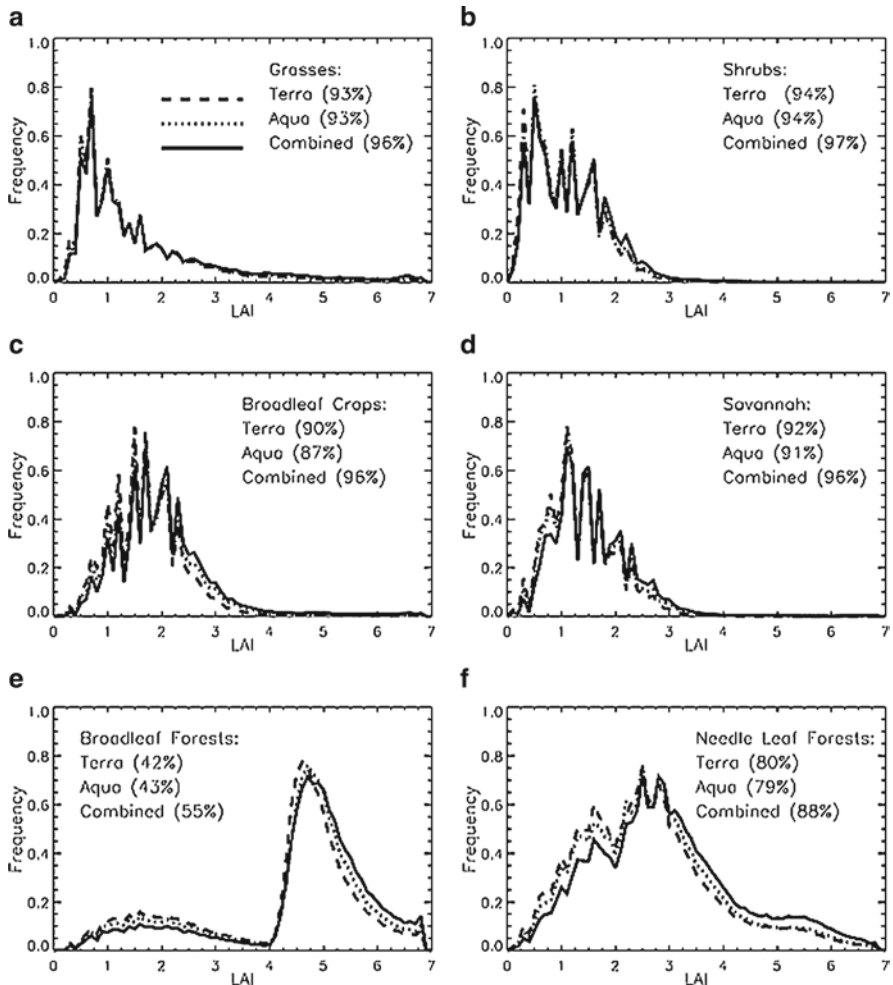 a
1.0
0.8
0.6
0.4
0.2
0.0
Frequency
0 1 2 3 4 5 6 7
LAI
Grasses:
Terra (93%)
Aqua (93%)
Combined (96%)
b
1.0
0.8
0.6
0.4
0.2
0.0
Frequency
0 1 2 3 4 5 6 7
LAI
Shrubs:
Terra (94%)
Aqua (94%)
Combined (97%)
c
1.0
0.8
0.6
0.4
0.2
0.0
Frequency
0 1 2 3 4 5 6 7
LAI
Broadleaf Crops:
Terra (90%)
Aqua (87%)
Combined (96%)
d
1.0
0.8
0.6
0.4
0.2
0.0
Frequency
0 1 2 3 4 5 6 7
LAI
Savannah:
Terra (92%)
Aqua (91%)
Combined (96%)
e
1.0
0.8
0.6
0.4
0.2
0.0
Frequency
0 1 2 3 4 5 6 7
LAI
Broadleaf Forests:
Terra (42%)
Aqua (43%)
Combined (55%)
f
1.0
0.8
0.6
0.4
0.2
0.0
Frequency
0 1 2 3 4 5 6 7
LAI
Needle Leaf Forests:
Terra (80%)
Aqua (79%)
Combined (88%)